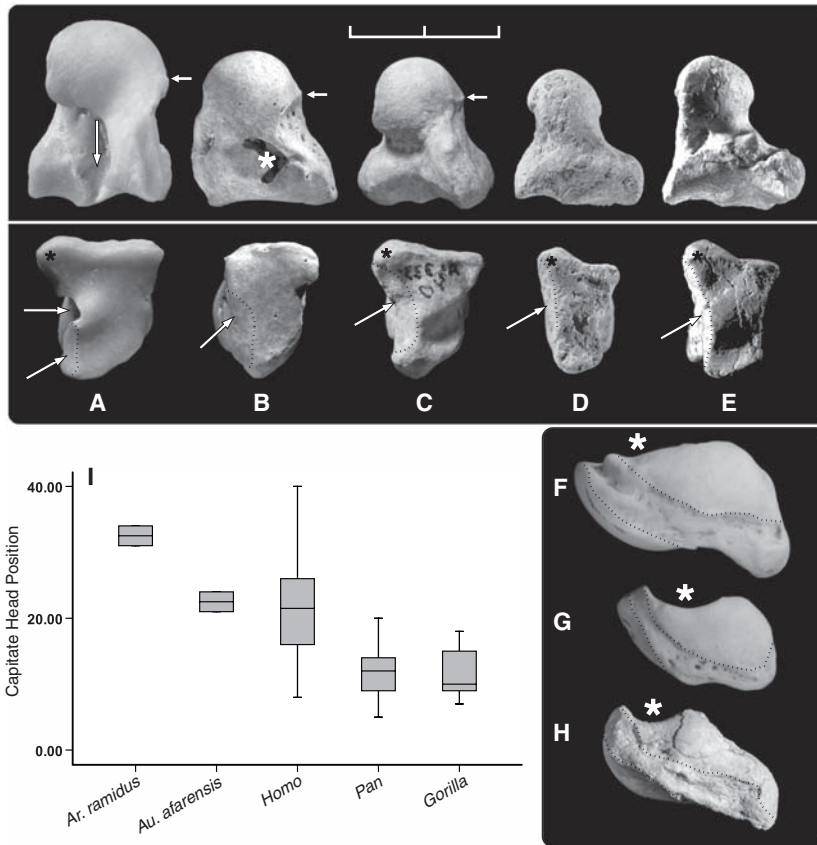 A
B
C
D
E
F
G
H
I
Capitate Head Position
40.00
20.00
0.00
Ar. ramidus
Au. afarensis
Homo
Pan
Gorilla